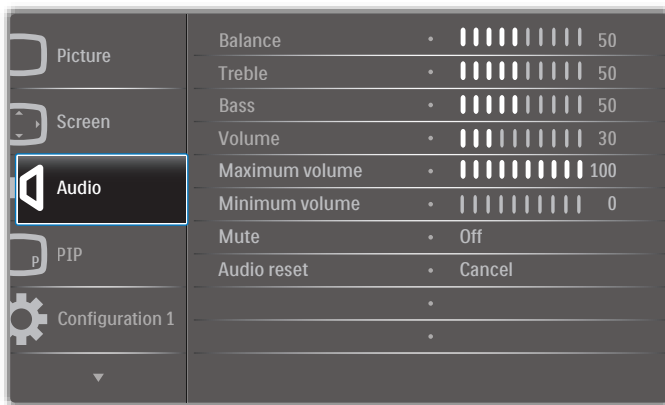 Picture
Screen
Audio
P
PIP
Configuration 1
Balance • 50
Treble • 50
Bass • 50
Volume • 30
Maximum volume • 100
Minimum volume • 0
Mute • Off
Audio reset • Cancel
•
•